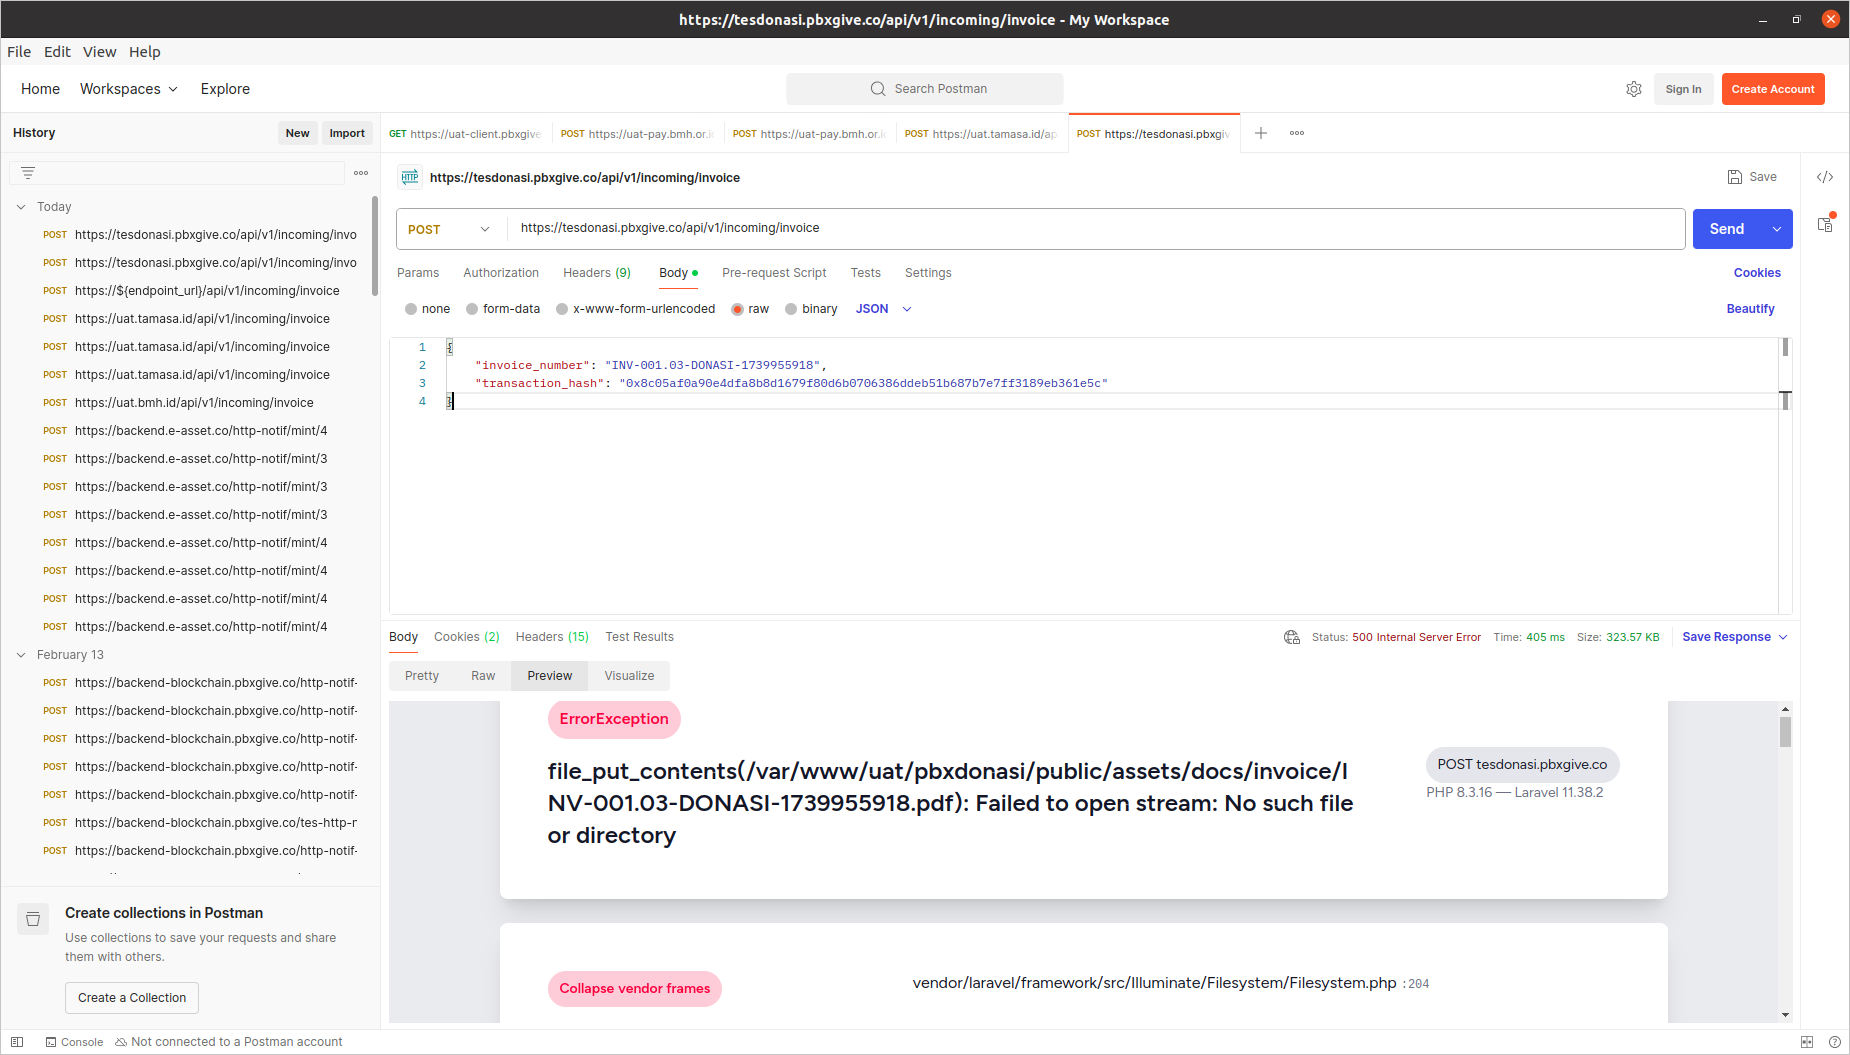 https://tesdonasi.pbxgive.co/api/v1/incoming/invoice - My Workspace
File Edit View Help
Home Workspaces Explore
Search Postman
Sign In
Create Account
History
New
Import
GET https://uat-client.pbxgive
POST https://uat-pay.bmh.or.i
POST https://uat-pay.bmh.or.i
POST https://uat.tamasa.id/ap
POST https://tesdonasi.pbxgiv
Today
POST https://tesdonasi.pbxgive.co/api/v1/incoming/invo
POST https://tesdonasi.pbxgive.co/api/v1/incoming/invo
POST https://${endpoint_url}/api/v1/incoming/invoice
POST https://uat.tamasa.id/api/v1/incoming/invoice
POST https://uat.tamasa.id/api/v1/incoming/invoice
POST https://uat.tamasa.id/api/v1/incoming/invoice
POST https://uat.bmh.id/api/v1/incoming/invoice
POST https://backend.e-asset.co/http-notif/mint/4
POST https://backend.e-asset.co/http-notif/mint/3
POST https://backend.e-asset.co/http-notif/mint/3
POST https://backend.e-asset.co/http-notif/mint/3
POST https://backend.e-asset.co/http-notif/mint/4
POST https://backend.e-asset.co/http-notif/mint/4
POST https://backend.e-asset.co/http-notif/mint/4
POST https://backend.e-asset.co/http-notif/mint/4
February 13
POST https://backend-blockchain.pbxgive.co/http-notif-
POST https://backend-blockchain.pbxgive.co/http-notif-
POST https://backend-blockchain.pbxgive.co/http-notif-
POST https://backend-blockchain.pbxgive.co/http-notif-
POST https://backend-blockchain.pbxgive.co/http-notif-
POST https://backend-blockchain.pbxgive.co/tes-http-r
POST https://backend-blockchain.pbxgive.co/http-notif-
Create collections in Postman
Use collections to save your requests and share
them with others.
Create a Collection
HTTP https://tesdonasi.pbxgive.co/api/v1/incoming/invoice
Save
POST https://tesdonasi.pbxgive.co/api/v1/incoming/invoice
Send
Params Authorization Headers (9) Body Pre-request Script Tests Settings
Cookies
none form-data x-www-form-urlencoded raw binary JSON
Beautify
1 {
2 "invoice_number": "INV-001.03-DONASI-1739955918",
3 "transaction_hash": "0x8c05af0a90e4dfa8b8d1679f80d6b0706386ddeb51b687b7e7ff3189eb361e5c"
4 }
Body Cookies (2) Headers (15) Test Results
Status: 500 Internal Server Error Time: 405 ms Size: 323.57 KB
Save Response
Pretty Raw Preview Visualize
ErrorException
file_put_contents(/var/www/uat/pbxdonasi/public/assets/docs/invoice/I
NV-001.03-DONASI-1739955918.pdf): Failed to open stream: No such file
or directory
POST tesdonasi.pbxgive.co
PHP 8.3.16 — Laravel 11.38.2
Collapse vendor frames
vendor/laravel/framework/src/Illuminate/Filesystem/Filesystem.php :204
Console
Not connected to a Postman account